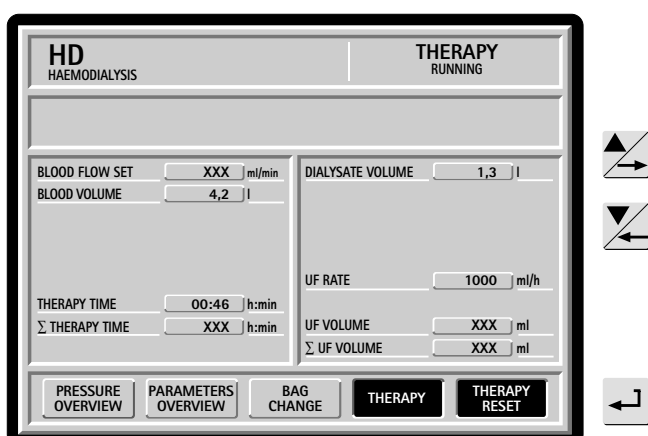 HD
HAEMODIALYSIS
THERAPY
RUNNING
BLOOD FLOW SET XXX ml/min
BLOOD VOLUME 4,2 l
THERAPY TIME 00:46 h:min
∑ THERAPY TIME XXX h:min
DIALYSATE VOLUME 1,3 l
UF RATE 1000 ml/h
UF VOLUME XXX ml
∑ UF VOLUME XXX ml
PRESSURE
OVERVIEW
PARAMETERS
OVERVIEW
BAG
CHANGE
THERAPY
THERAPY
RESET